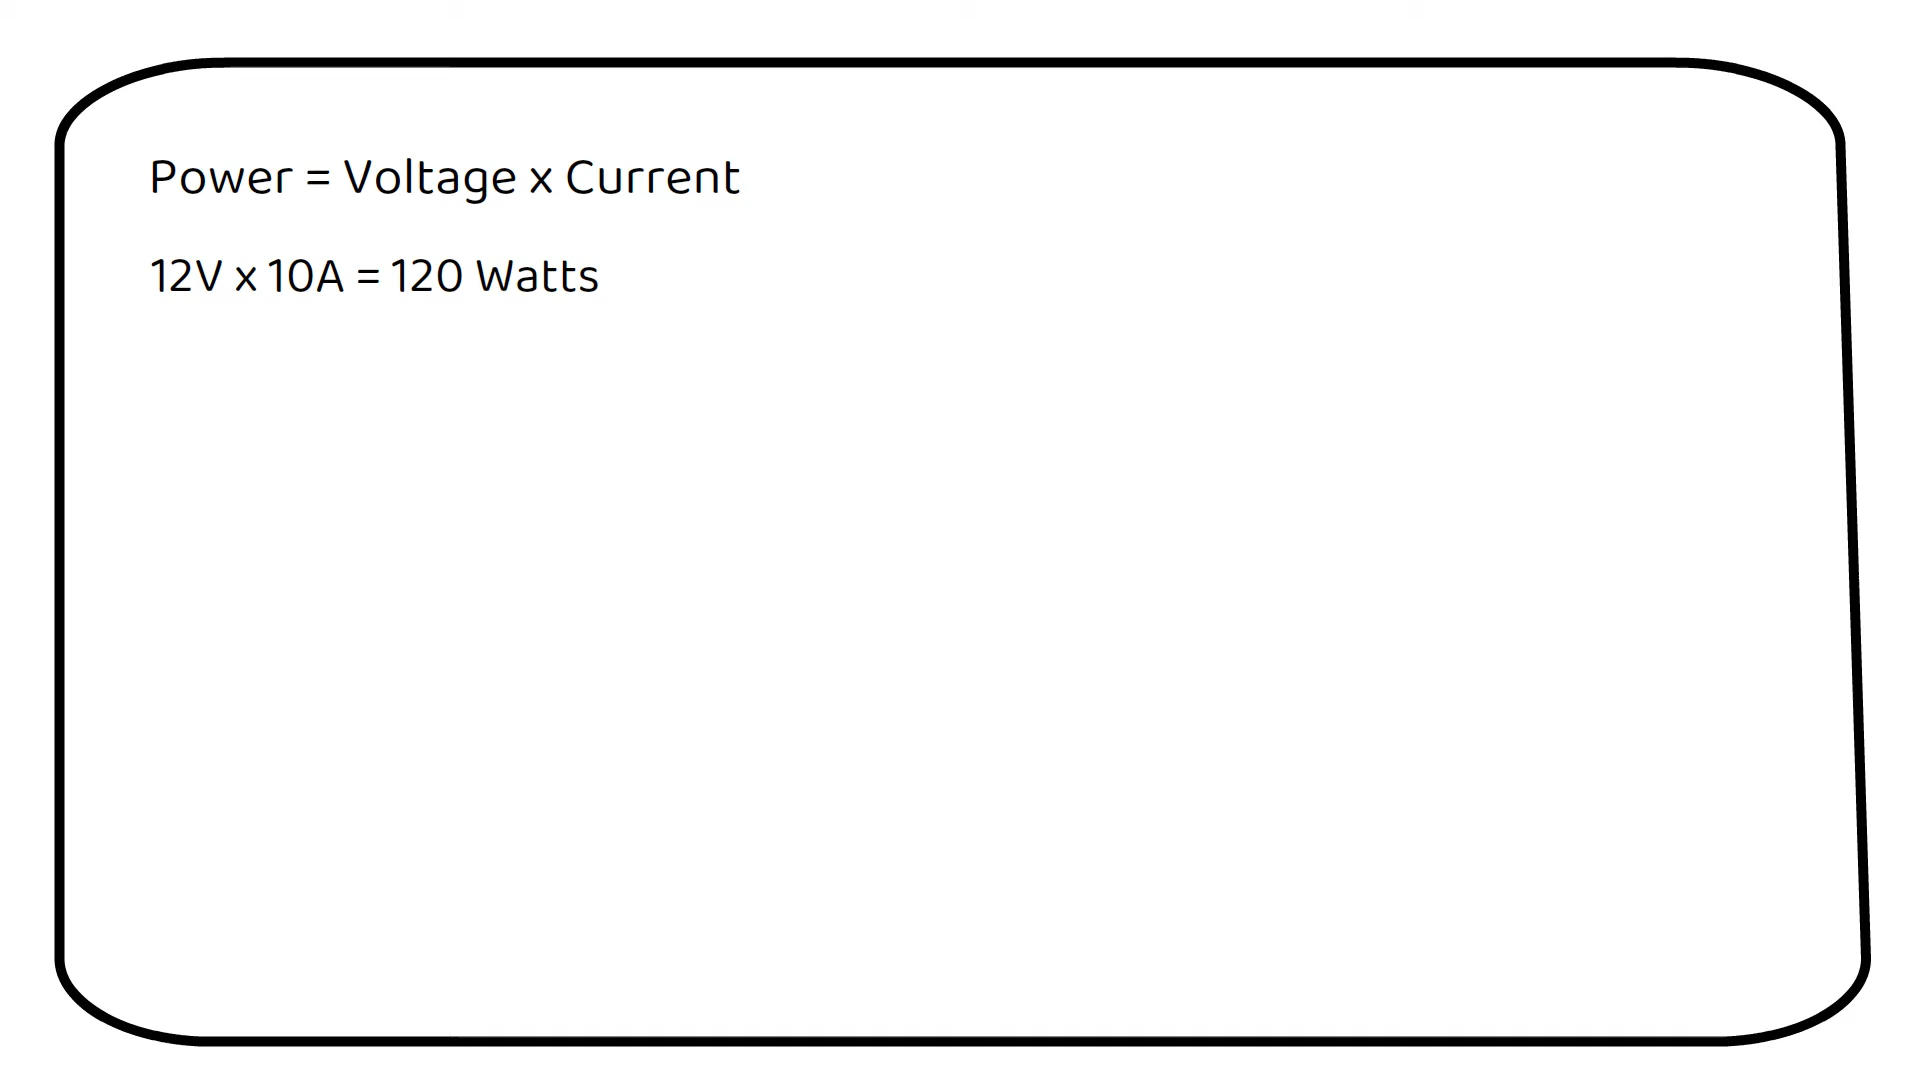 Power = Voltage x Current
12V x 10A = 120 Watts